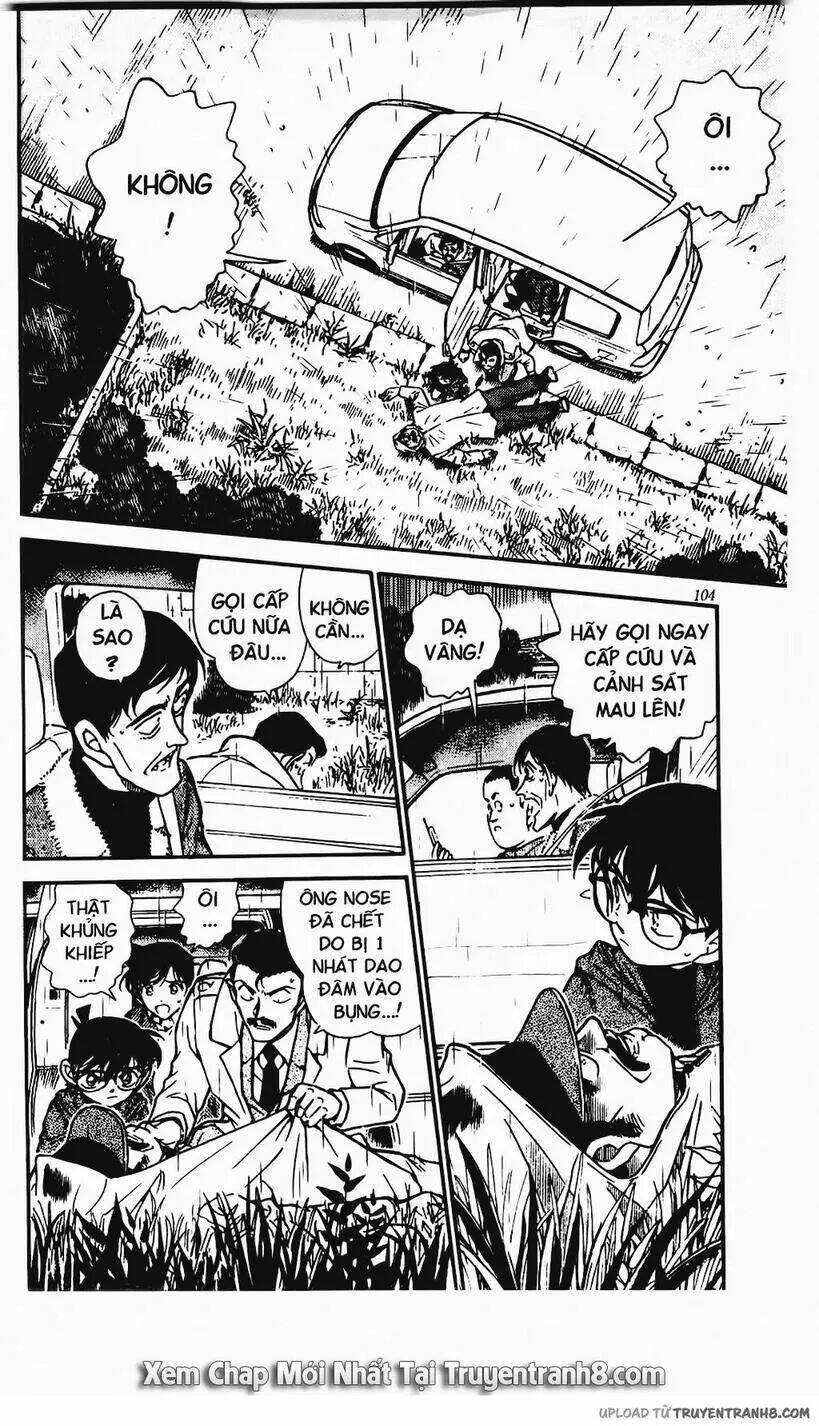 ÔI
...
KHÔNG
!
104
HÃY GỌI NGAY
CẤP CỨU VÀ
CẢNH SÁT
MAU LÊN!
DẠ
VÂNG!
KHÔNG
CẦN...
GỌI CẤP
CỨU NỮA
ĐÂU...
LÀ
SAO
?
ÔNG NOSE
ĐÃ CHẾT
DO BỊ 1
NHÁT DAO
ĐÂM VÀO
BỤNG...!
ÔI
...
THẬT
KHỦNG
KHIẾP
...!
Xem Chap Mới Nhất Tại Truyentranh8.com
UPLOAD TỪ TRUYENTRANH8.COM